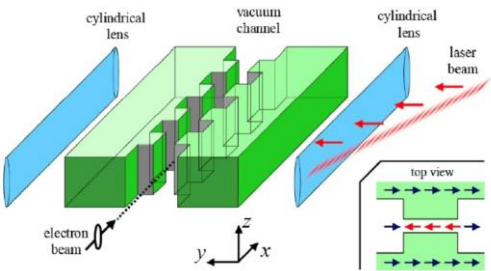 cylindrical
lens
vacuum
channel
cylindrical
lens
laser
beam
top view
electron
beam
z
y
x